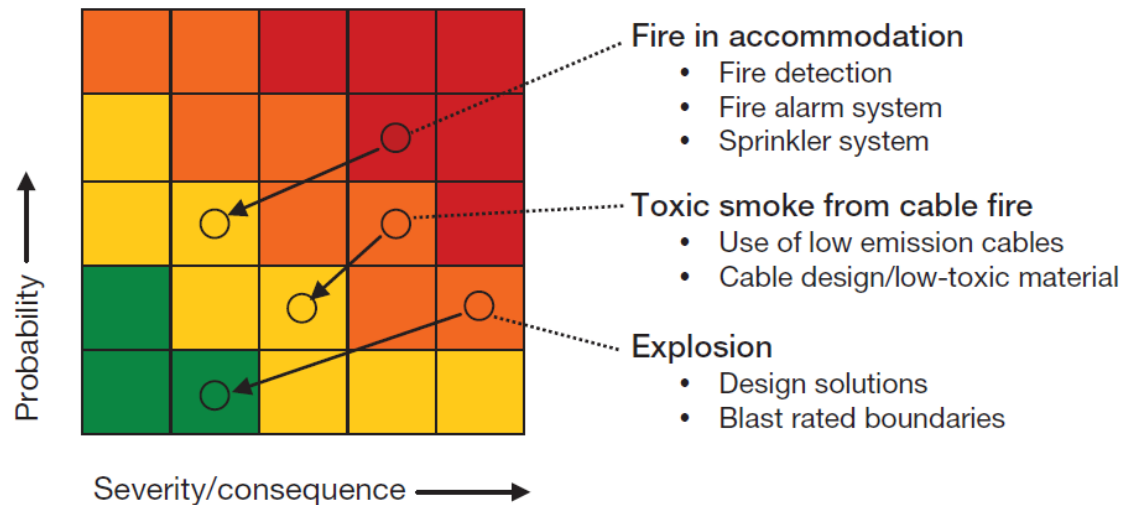 Fire in accommodation
• Fire detection
• Fire alarm system
• Sprinkler system
Toxic smoke from cable fire
• Use of low emission cables
• Cable design/low-toxic material
Explosion
• Design solutions
• Blast rated boundaries
Probability
Severity/consequence